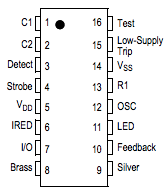 C1 1 16 Test
C2 2 15 Low-Supply Trip
Detect 3 14 VSS
Strobe 4 13 R1
VDD 5 12 OSC
IRED 6 11 LED
I/O 7 10 Feedback
Brass 8 9 Silver